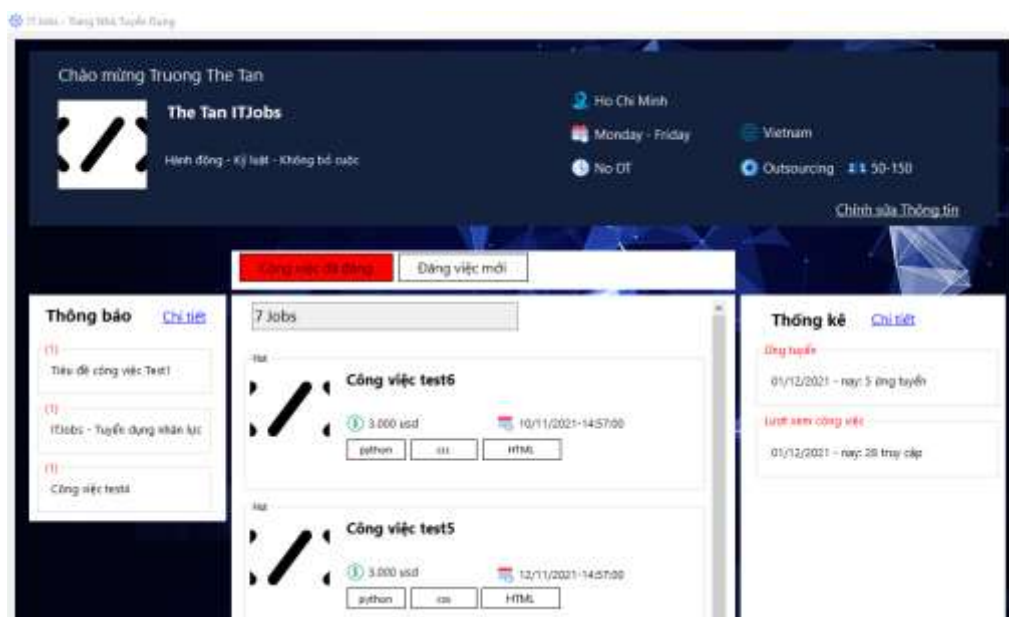 IT Jobs - Trang Nhà Tuyển Dụng
Chào mừng Truong The Tan
The Tan ITJobs
Hành động - Kỷ luật - Không bỏ cuộc
Ho Chi Minh
Monday - Friday
Vietnam
No OT
Outsourcing
50-150
Chỉnh sửa Thông tin
Công việc đã đăng
Đăng việc mới
Thông báo
Chi tiết
(1)
Tiêu đề công việc Test1
(1)
ITJobs - Tuyển dụng nhân lực
(1)
Công việc test4
7 Jobs
Hot
Công việc test6
3.000 usd
10/11/2021-14:57:00
python
css
HTML
Hot
Công việc test5
3.000 usd
12/11/2021-14:57:00
python
css
HTML
Thống kê
Chi tiết
Ứng tuyển
01/12/2021 - nay: 5 ứng tuyển
Lượt xem công việc
01/12/2021 - nay: 28 truy cập